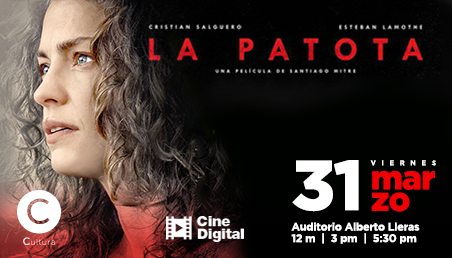 CRISTIAN SALGUERO ESTEBAN LAMOTHE
LA PATOTA
UNA PELÍCULA DE SANTIAGO MITRE
31
VIERNES
mar
zo
Auditorio Alberto Lleras
12 m | 3 pm | 5:30 pm
Cine
Digital
C
Cultura